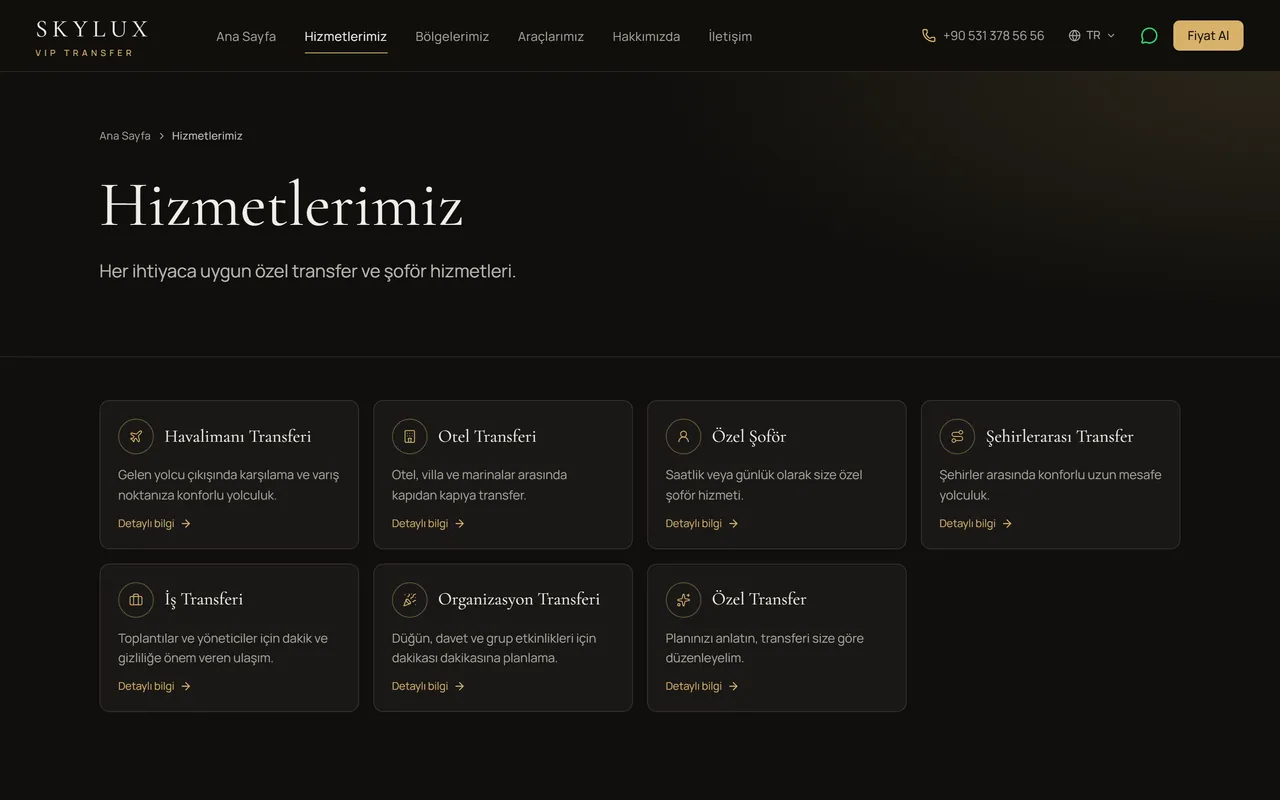 SKYLUX
VIP TRANSFER
Ana Sayfa
Hizmetlerimiz
Bölgelerimiz
Araçlarımız
Hakkımızda
İletişim
+90 531 378 56 56
TR
Fiyat Al
Ana Sayfa > Hizmetlerimiz
Hizmetlerimiz
Her ihtiyaca uygun özel transfer ve şoför hizmetleri.
Havalimanı Transferi
Gelen yolcu çıkışında karşılama ve varış
noktanıza konforlu yolculuk.
Detaylı bilgi →
Otel Transferi
Otel, villa ve marinalar arasında
kapıdan kapıya transfer.
Detaylı bilgi →
Özel Şoför
Saatlik veya günlük olarak size özel
şoför hizmeti.
Detaylı bilgi →
Şehirlerarası Transfer
Şehirler arasında konforlu uzun mesafe
yolculuk.
Detaylı bilgi →
İş Transferi
Toplantılar ve yöneticiler için dakik ve
gizliliğe önem veren ulaşım.
Detaylı bilgi →
Organizasyon Transferi
Düğün, davet ve grup etkinlikleri için
dakikası dakikasına planlama.
Detaylı bilgi →
Özel Transfer
Planınızı anlatın, transferi size göre
düzenleyelim.
Detaylı bilgi →